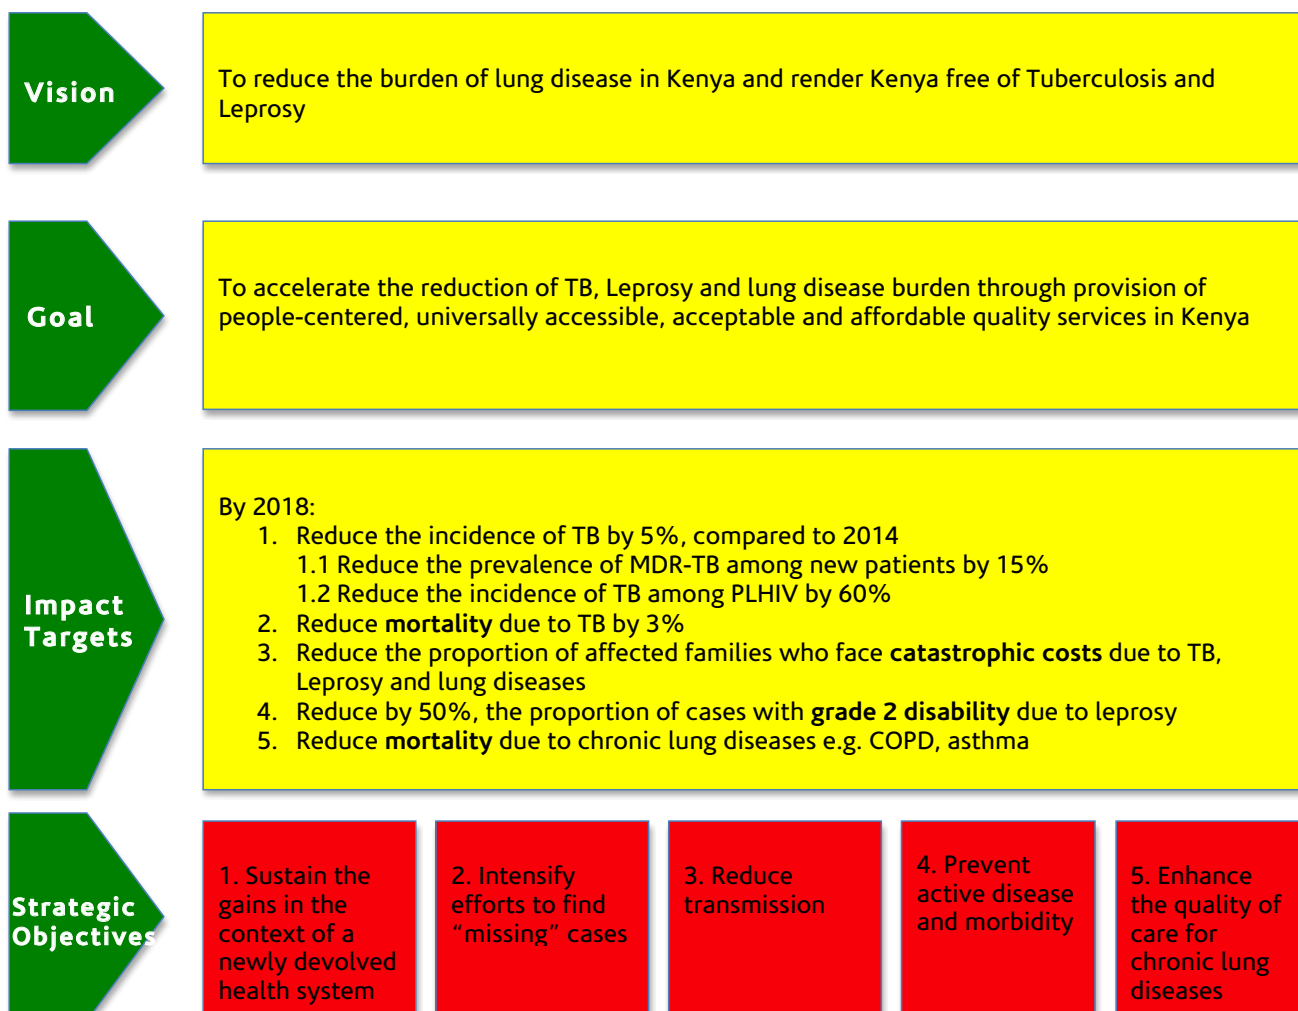 Vision
To reduce the burden of lung disease in Kenya and render Kenya free of Tuberculosis and
Leprosy
Goal
To accelerate the reduction of TB, Leprosy and lung disease burden through provision of
people-centered, universally accessible, acceptable and affordable quality services in Kenya
Impact
Targets
By 2018:
1. Reduce the incidence of TB by 5%, compared to 2014
1.1 Reduce the prevalence of MDR-TB among new patients by 15%
1.2 Reduce the incidence of TB among PLHIV by 60%
2. Reduce mortality due to TB by 3%
3. Reduce the proportion of affected families who face catastrophic costs due to TB,
Leprosy and lung diseases
4. Reduce by 50%, the proportion of cases with grade 2 disability due to leprosy
5. Reduce mortality due to chronic lung diseases e.g. COPD, asthma
Strategic
Objectives
1. Sustain the
gains in the
context of a
newly devolved
health system
2. Intensify
efforts to find
“missing” cases
3. Reduce
transmission
4. Prevent
active disease
and morbidity
5. Enhance
the quality of
care for
chronic lung
diseases